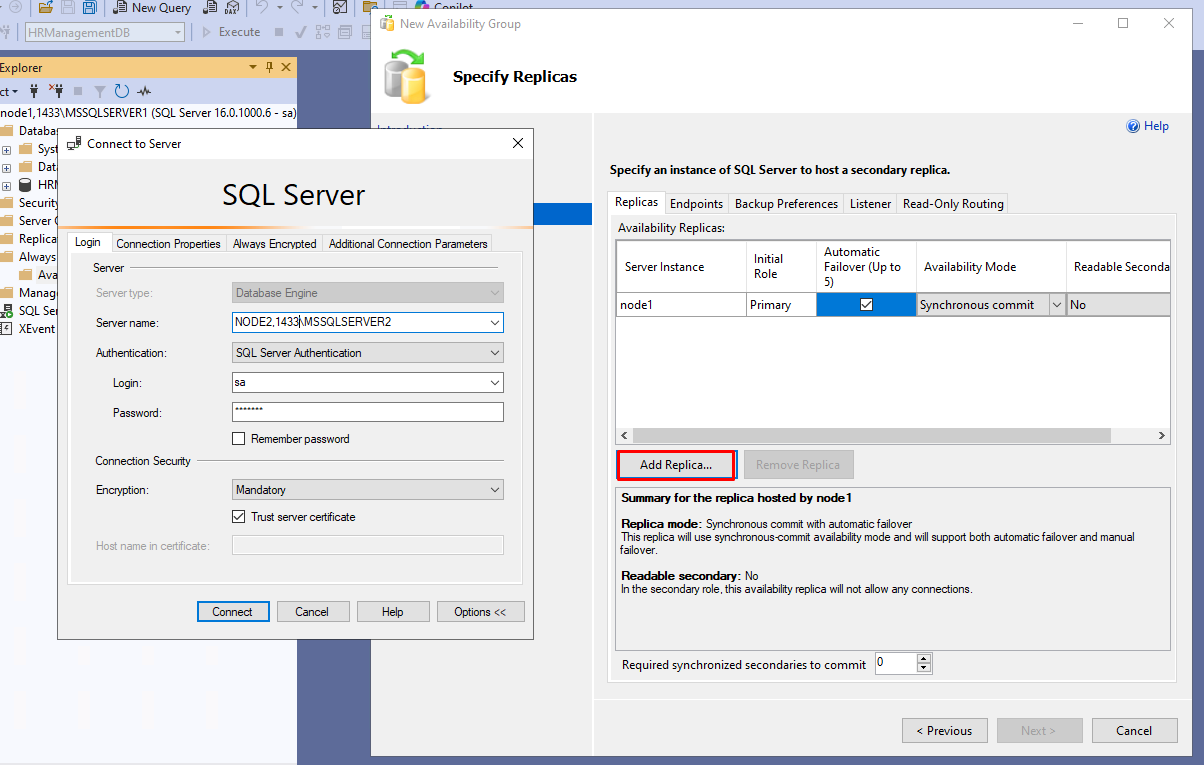 New Query
DAX
Copilot
HRManagementDB
Execute
New Availability Group
Explorer
Specify Replicas
node1,1433\MSSQLSERVER1 (SQL Server 16.0.1000.6 - sa)
Introduction
Help
Connect to Server
SQL Server
Login
Connection Properties
Always Encrypted
Additional Connection Parameters
Server
Server type:
Database Engine
Server name:
NODE2,1433\MSSQLSERVER2
Authentication:
SQL Server Authentication
Login:
sa
Password:
*******
Remember password
Connection Security
Encryption:
Mandatory
Trust server certificate
Host name in certificate:
Connect
Cancel
Help
Options <<
Databa
Syst
Data
HRM
Security
Server O
Replica
Always
Ava
Manag
SQL Ser
XEvent
Specify an instance of SQL Server to host a secondary replica.
Replicas
Endpoints
Backup Preferences
Listener
Read-Only Routing
Availability Replicas:
Server Instance
Initial
Role
Automatic
Failover (Up to
5)
Availability Mode
Readable Seconda
node1
Primary
Synchronous commit
No
Add Replica...
Remove Replica
Summary for the replica hosted by node1
Replica mode: Synchronous commit with automatic failover
This replica will use synchronous-commit availability mode and will support both automatic failover and manual
failover.
Readable secondary: No
In the secondary role, this availability replica will not allow any connections.
Required synchronized secondaries to commit
0
< Previous
Next >
Cancel